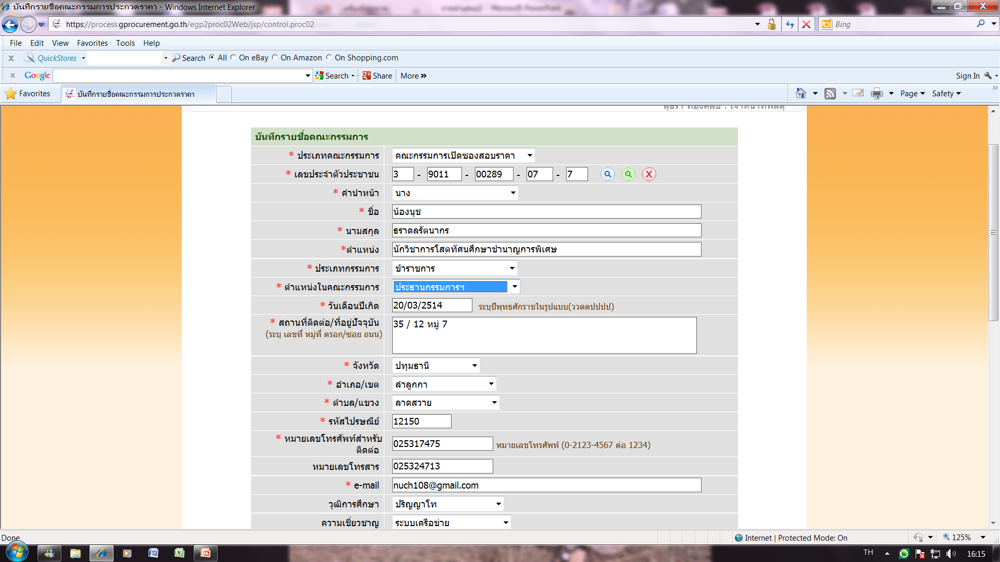 บันทึกรายชื่อคณะกรรมการประกวดราคา - Windows Internet Explorer
https://process.gprocurement.go.th/egp2proc02Web/jsp/control.proc02
Bing
File Edit View Favorites Tools Help
x QuickStores Search All On eBay On Amazon On Shopping.com
x Google Search Share More »
Sign In
Favorites บันทึกรายชื่อคณะกรรมการประกวดราคา Page Safety »
บันทึกรายชื่อคณะกรรมการ
* ประเภทคณะกรรมการ คณะกรรมการเปิดซองสอบราคา
* เลขประจำตัวประชาชน 3 - 9011 - 00289 - 07 - 7
* คำนำหน้า นาง
* ชื่อ น้องนุช
* นามสกุล ธราดลรัตนากร
*ตำแหน่ง นักวิชาการโสตทัศนศึกษาชำนาญการพิเศษ
* ประเภทกรรมการ ข้าราชการ
* ตำแหน่งในคณะกรรมการ ประธานกรรมการฯ
* วันเดือนปีเกิด 20/03/2514 ระบุปีพุทธศักราชในรูปแบบ(ววดดปปปป)
* สถานที่ติดต่อ/ที่อยู่ปัจจุบัน 35 / 12 หมู่ 7
(ระบุ เลขที่ หมู่ที่ ตรอก/ซอย ถนน)
* จังหวัด ปทุมธานี
* อำเภอ/เขต ลำลูกกา
* ตำบล/แขวง ลาดสวาย
* รหัสไปรษณีย์ 12150
* หมายเลขโทรศัพท์สำหรับ
ติดต่อ 025317475 หมายเลขโทรศัพท์ (0-2123-4567 ต่อ 1234)
หมายเลขโทรสาร 025324713
* e-mail nuch108@gmail.com
วุฒิการศึกษา ปริญญาโท
ความเชี่ยวชาญ ระบบเครือข่าย
Done Internet | Protected Mode: On 125%
TH 16:15